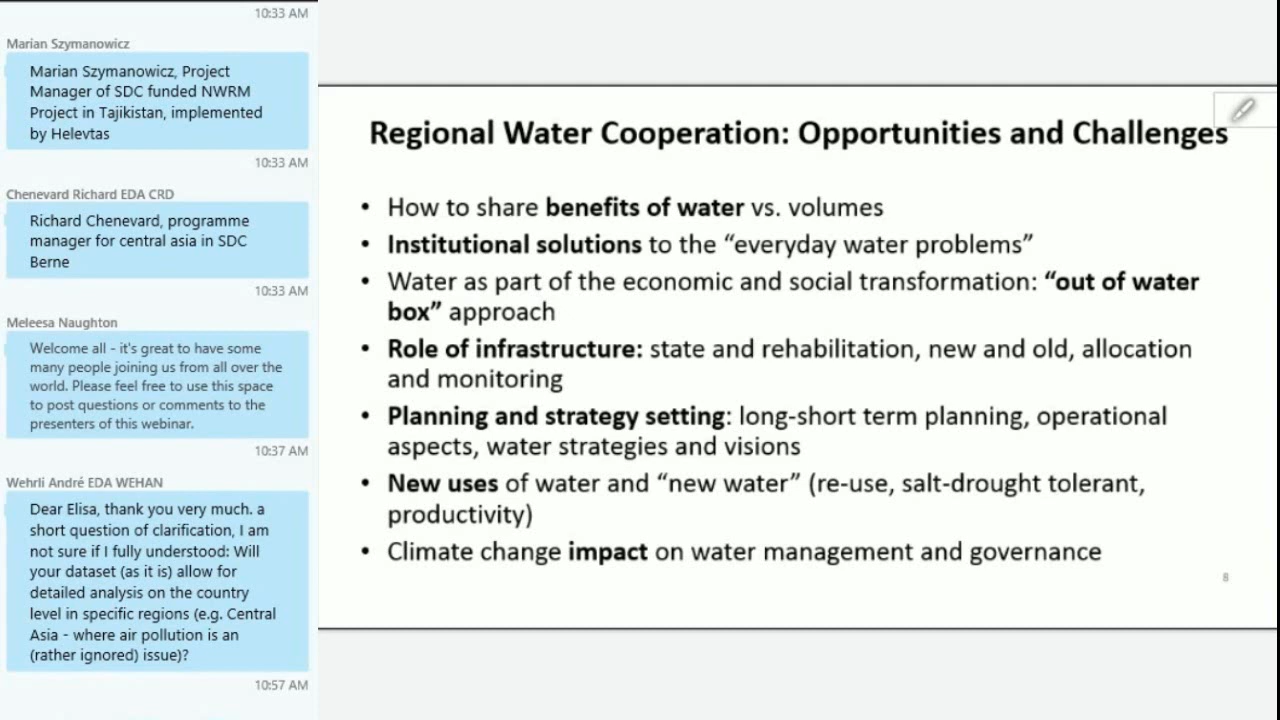 10:33 AM
Marian Szymanowicz
Marian Szymanowicz, Project
Manager of SDC funded NWRM
Project in Tajikistan, implemented
by Helevtas
10:33 AM
Chenevard Richard EDA CRD
Richard Chenevard, programme
manager for central asia in SDC
Berne
10:33 AM
Meleesa Naughton
Welcome all - it's great to have some
many people joining us from all over the
world. Please feel free to use this space
to post questions or comments to the
presenters of this webinar.
10:37 AM
Wehrli André EDA WEHAN
Dear Elisa, thank you very much. a
short question of clarification, I am
not sure if I fully understood: Will
your dataset (as it is) allow for
detailed analysis on the country
level in specific regions (e.g. Central
Asia - where air pollution is an
(rather ignored) issue)?
10:57 AM
Regional Water Cooperation: Opportunities and Challenges
• How to share benefits of water vs. volumes
• Institutional solutions to the “everyday water problems”
• Water as part of the economic and social transformation: “out of water
box” approach
• Role of infrastructure: state and rehabilitation, new and old, allocation
and monitoring
• Planning and strategy setting: long-short term planning, operational
aspects, water strategies and visions
• New uses of water and “new water” (re-use, salt-drought tolerant,
productivity)
• Climate change impact on water management and governance
8